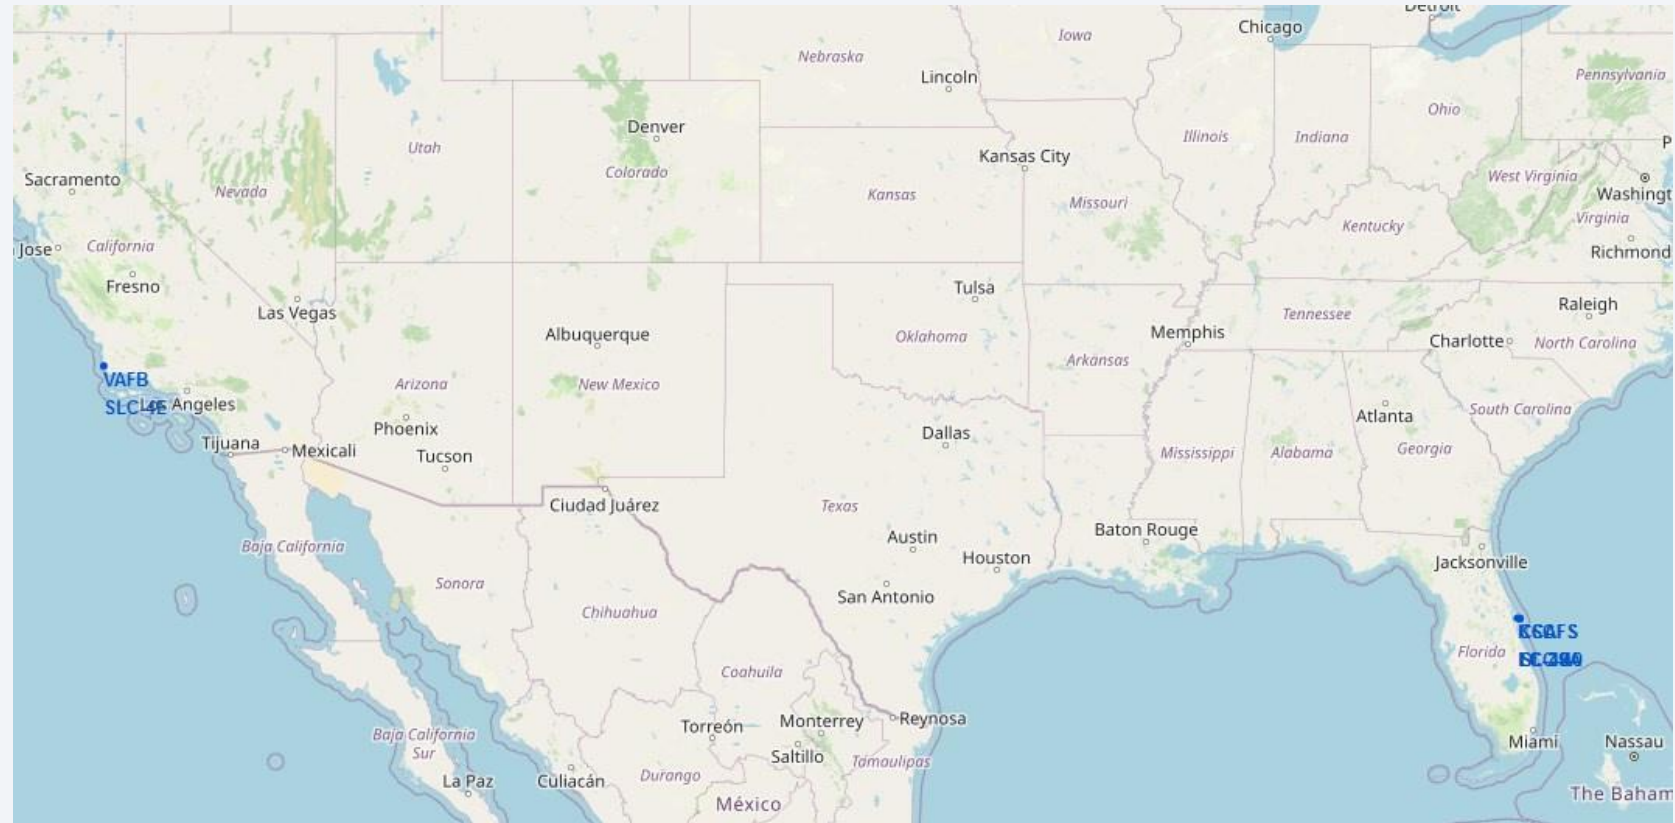 Detroit
Chicago
Iowa
Nebraska
Pennsylvania
Lincoln
Ohio
Denver
Illinois
Indiana
Utah
P
Kansas City
Colorado
West Virginia
Sacramento
Nevada
Kansas
Washingt
Missouri
Virginia
Kentucky
Jose
California
Richmond
Fresno
Tulsa
Las Vegas
Raleigh
Tennessee
Albuquerque
Memphis
Oklahoma
Charlotte
North Carolina
Arkansas
VAFB
SLC-4E
Los Angeles
Arizona
New Mexico
South Carolina
Atlanta
Phoenix
Dallas
Tijuana
Mexicali
Tucson
Mississippi
Alabama
Georgia
Ciudad Juárez
Texas
Baton Rouge
Austin
Baja California
Houston
Jacksonville
Sonora
San Antonio
Chihuahua
Florida
Coahuila
Reynosa
Torreón
Monterrey
Baja California
Sur
Miami
Nassau
Saltillo
Tamaulipas
La Paz
Culiacán
Durango
México
The Baham